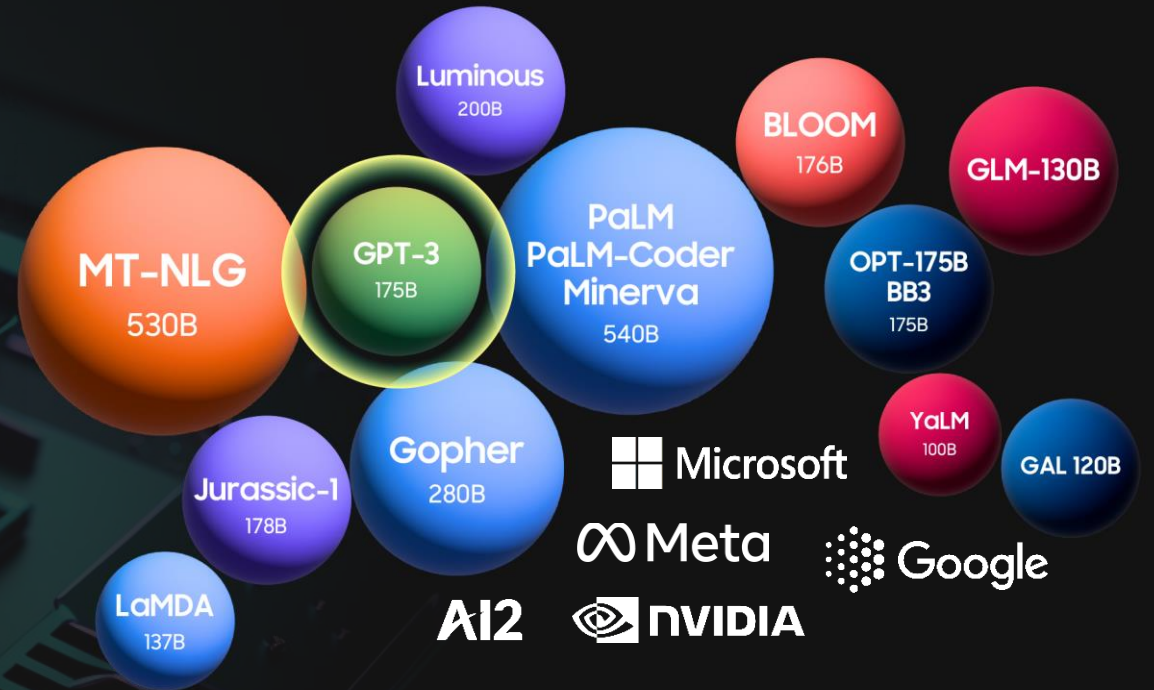 Luminous
200B
BLOOM
176B
GLM-130B
MT-NLG
530B
GPT-3
175B
PaLM
PaLM-Coder
Minerva
540B
OPT-175B
BB3
175B
Jurassic-1
178B
Gopher
280B
YaLM
100B
GAL 120B
Microsoft
Meta
Google
LaMDA
137B
AI2
NVIDIA